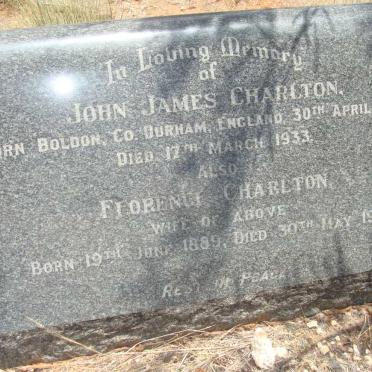 In Loving Memory
of
John James Charlton.
Boldon, Co. Durham, England, 30th April
Died 17th March 1933.
Also
Florence Charlton.
Wife of Above
Born 19th June 1889. Died 30th May
Rest in Peace